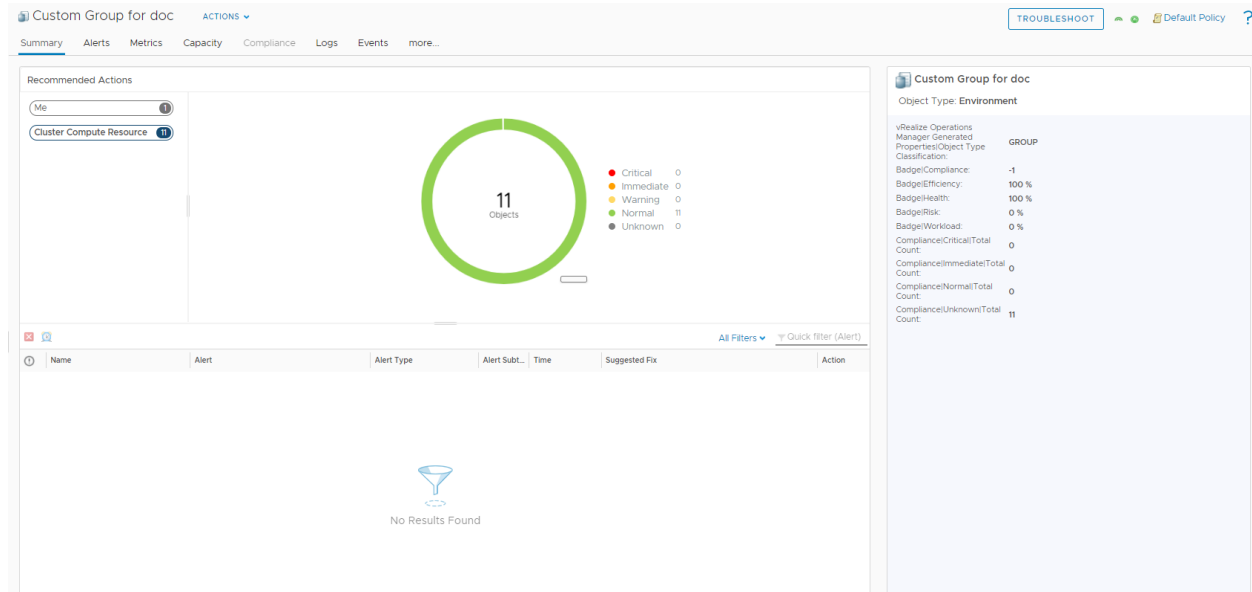 Custom Group for doc ACTIONS
TROUBLESHOOT Default Policy ?
Summary Alerts Metrics Capacity Compliance Logs Events more...
Recommended Actions
Me 1
Cluster Compute Resource 11
11
Objects
Critical 0
Immediate 0
Warning 0
Normal 11
Unknown 0
All Filters Quick filter (Alert)
Name Alert Alert Type Alert Subt... Time Suggested Fix Action
No Results Found
Custom Group for doc
Object Type: Environment
vRealize Operations
Manager Generated
Properties|Object Type
Classification: GROUP
Badge|Compliance: -1
Badge|Efficiency: 100 %
Badge|Health: 100 %
Badge|Risk: 0 %
Badge|Workload: 0 %
Compliance|Critical|Total
Count: 0
Compliance|Immediate|Total
Count: 0
Compliance|Normal|Total
Count: 0
Compliance|Unknown|Total
Count: 11